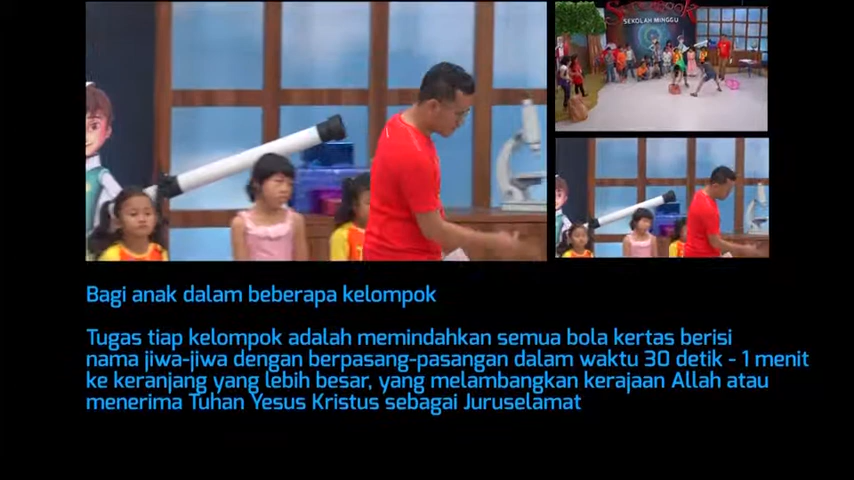 Superbook
SEKOLAH MINGGU
Bagi anak dalam beberapa kelompok
Tugas tiap kelompok adalah memindahkan semua bola kertas berisi
nama jiwa-jiwa dengan berpasang-pasangan dalam waktu 30 detik - 1 menit
ke keranjang yang lebih besar, yang melambangkan kerajaan Allah atau
menerima Tuhan Yesus Kristus sebagai Juruselamat